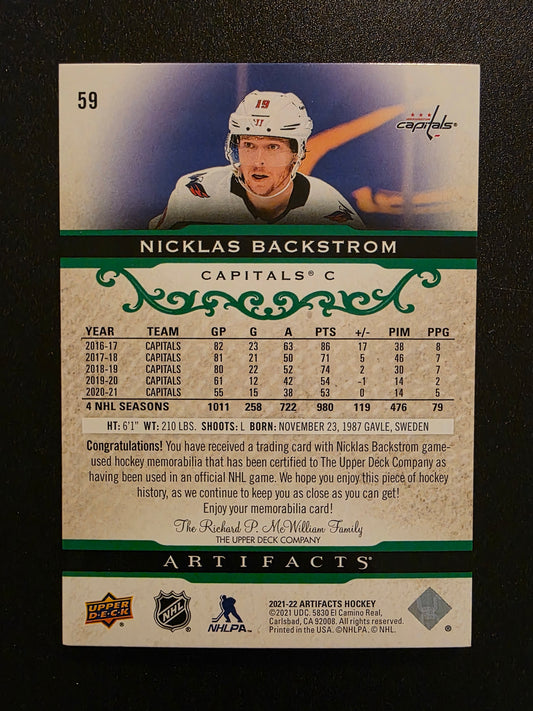 59
19
capitals®
NICKLAS BACKSTROM
CAPITALS® C
YEAR TEAM GP G A PTS +/- PIM PPG
2016-17 CAPITALS 82 23 63 86 17 38 8
2017-18 CAPITALS 81 21 50 71 5 46 7
2018-19 CAPITALS 80 22 52 74 2 30 7
2019-20 CAPITALS 61 12 42 54 -1 14 2
2020-21 CAPITALS 55 15 38 53 0 14 5
4 NHL SEASONS 1011 258 722 980 119 476 79
HT: 6'1" WT: 210 LBS. SHOOTS: L BORN: NOVEMBER 23, 1987 GAVLE, SWEDEN
Congratulations! You have received a trading card with Nicklas Backstrom game-
used hockey memorabilia that has been certified to The Upper Deck Company as
having been used in an official NHL game. We hope you enjoy this piece of hockey
history, as we continue to keep you as close as you can get!
Enjoy your memorabilia card!
The Richard P. McWilliam Family
THE UPPER DECK COMPANY
ARTIFACTS®
UPPER
DECK®
NHL
NHLPA™
2021-22 ARTIFACTS HOCKEY
©2021 UDC. 5830 El Camino Real,
Carlsbad, CA 92008. All rights reserved.
Printed in the USA. ©NHLPA. © NHL.
®